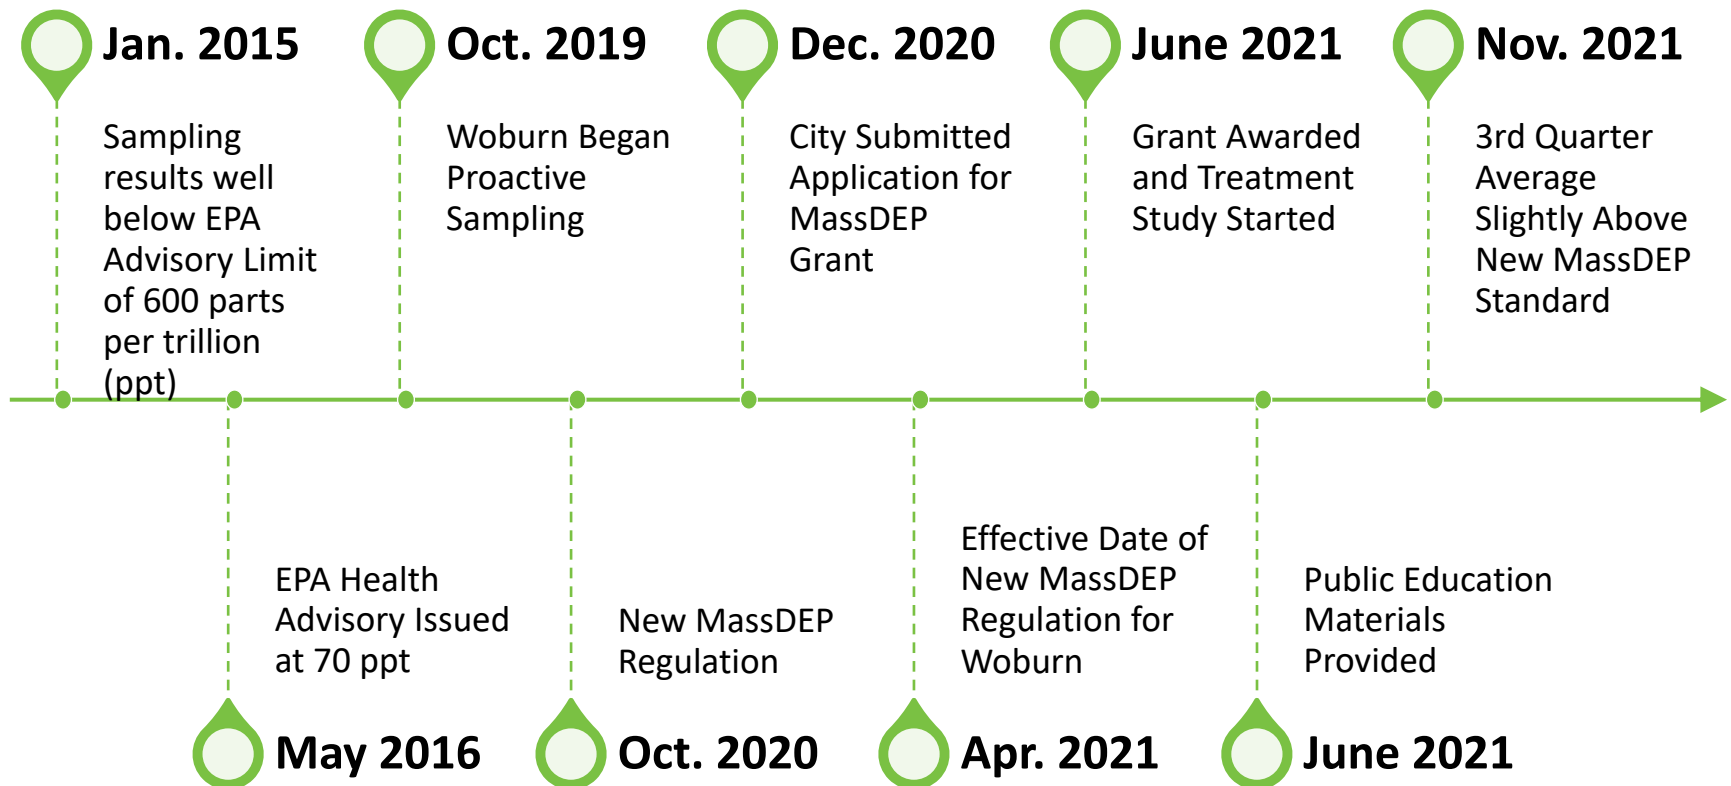 Jan. 2015
Sampling
results well
below EPA
Advisory Limit
of 600 parts
per trillion
(ppt)
May 2016
EPA Health
Advisory Issued
at 70 ppt
Oct. 2019
Woburn Began
Proactive
Sampling
Oct. 2020
New MassDEP
Regulation
Dec. 2020
City Submitted
Application for
MassDEP
Grant
Apr. 2021
Effective Date of
New MassDEP
Regulation for
Woburn
June 2021
Grant Awarded
and Treatment
Study Started
June 2021
Public Education
Materials
Provided
Nov. 2021
3rd Quarter
Average
Slightly Above
New MassDEP
Standard